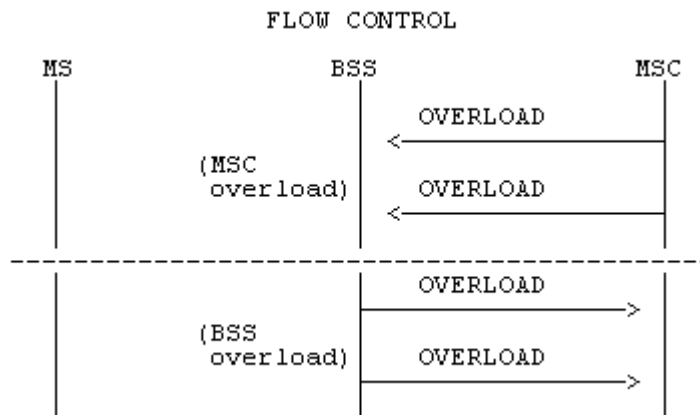 FLOW CONTROL
MS BSS MSC
OVERLOAD
(MSC
overload)
OVERLOAD
OVERLOAD
(BSS
overload)
OVERLOAD